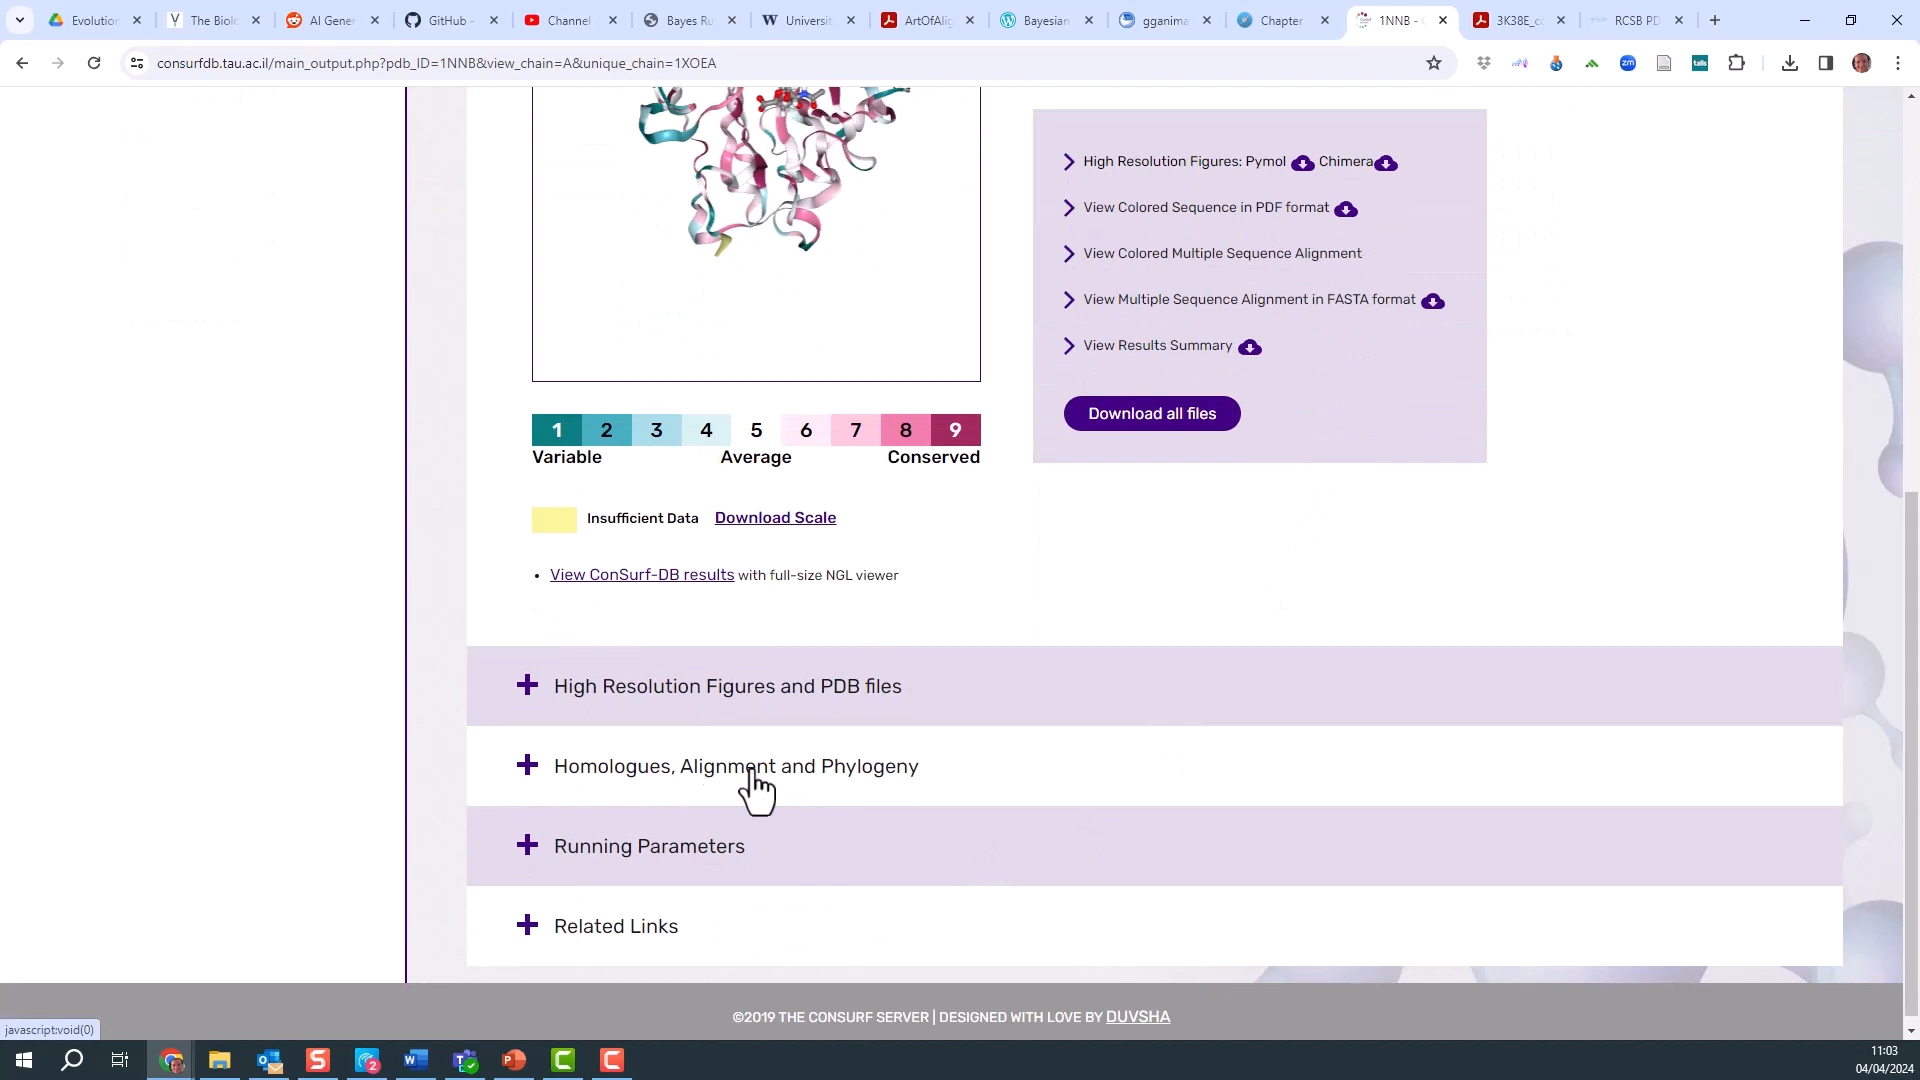 Evolution
The Biolo
AI Gener
GitHub -
Channel
Bayes Ru
Universit
ArtOfAlig
Bayesian
gganima
Chapter
1NNB - C
3K38E_co
RCSB PD
consurfdb.tau.ac.il/main_output.php?pdb_ID=1NNB&view_chain=A&unique_chain=1XOEA
High Resolution Figures: Pymol Chimera
View Colored Sequence in PDF format
View Colored Multiple Sequence Alignment
View Multiple Sequence Alignment in FASTA format
View Results Summary
Download all files
1 2 3 4 5 6 7 8 9
Variable Average Conserved
Insufficient Data Download Scale
• View ConSurf-DB results with full-size NGL viewer
High Resolution Figures and PDB files
Homologues, Alignment and Phylogeny
Running Parameters
Related Links
©2019 THE CONSURF SERVER | DESIGNED WITH LOVE BY DUVSHA
javascript:void(0)
11:03
04/04/2024